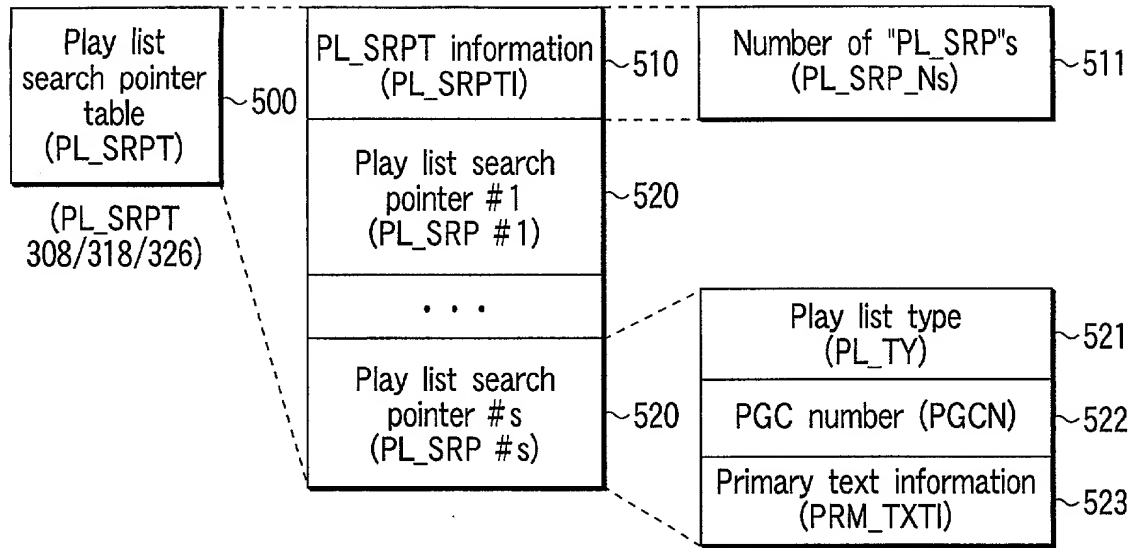 Play list
search pointer
table
(PL_SRPT)
500
(PL_SRPT
308/318/326)
PL_SRPT information
(PL_SRPTI)
510
Play list search
pointer #1
(PL_SRP #1)
520
· · ·
Play list search
pointer #s
(PL_SRP #s)
520
Number of "PL_SRP"s
(PL_SRP_Ns)
511
Play list type
(PL_TY)
521
PGC number (PGCN)
522
Primary text information
(PRM_TXTI)
523